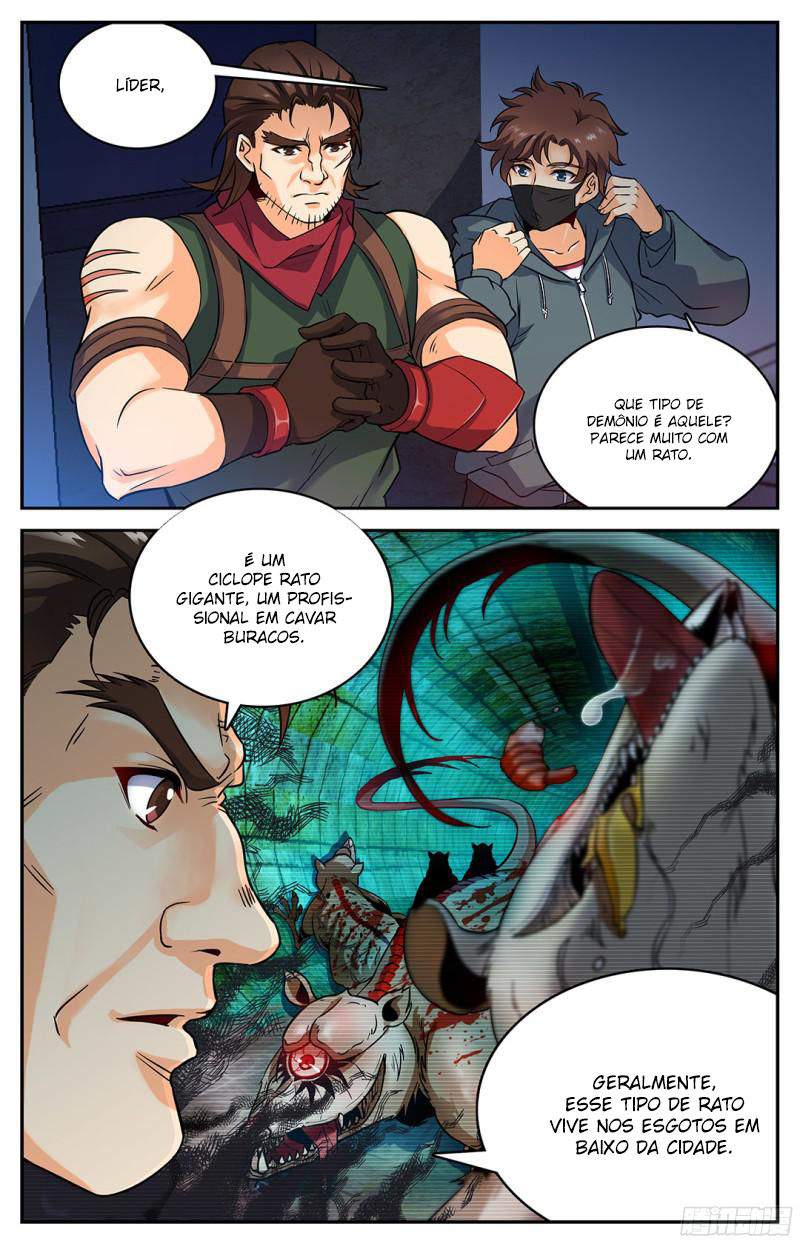 LÍDER,
QUE TIPO DE
DEMÔNIO É AQUELE?
PARECE MUITO COM
UM RATO.
É UM
CICLOPE RATO
GIGANTE, UM PROFIS-
SIONAL EM CAVAR
BURACOS.
GERALMENTE,
ESSE TIPO DE RATO
VIVE NOS ESGOTOS EM
BAIXO DA CIDADE.